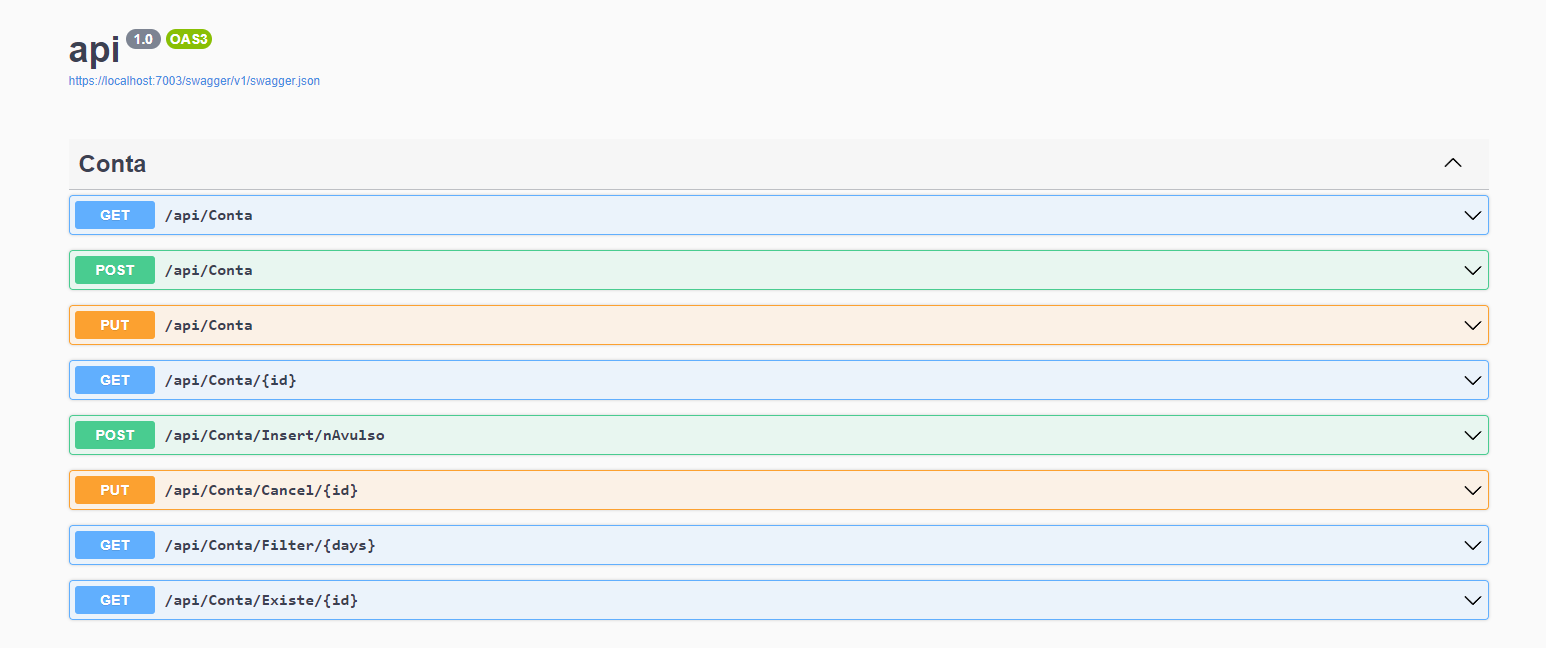 api 1.0 OAS3
https://localhost:7003/swagger/v1/swagger.json
Conta
GET /api/Conta
POST /api/Conta
PUT /api/Conta
GET /api/Conta/{id}
POST /api/Conta/Insert/nAvulso
PUT /api/Conta/Cancel/{id}
GET /api/Conta/Filter/{days}
GET /api/Conta/Existe/{id}